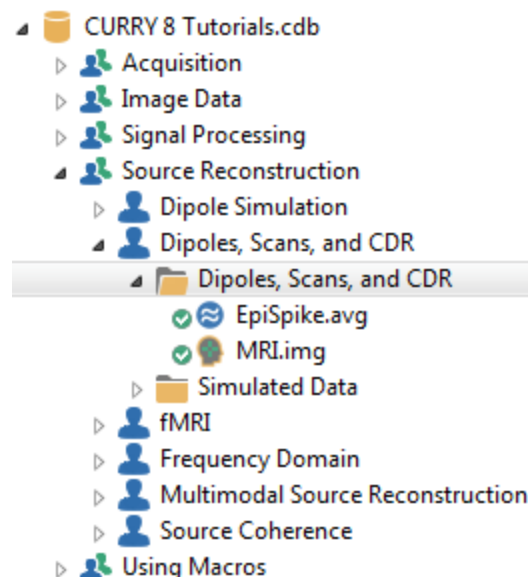 CURRY 8 Tutorials.cdb
Acquisition
Image Data
Signal Processing
Source Reconstruction
Dipole Simulation
Dipoles, Scans, and CDR
Dipoles, Scans, and CDR
EpiSpike.avg
MRI.img
Simulated Data
fMRI
Frequency Domain
Multimodal Source Reconstruction
Source Coherence
Using Macros